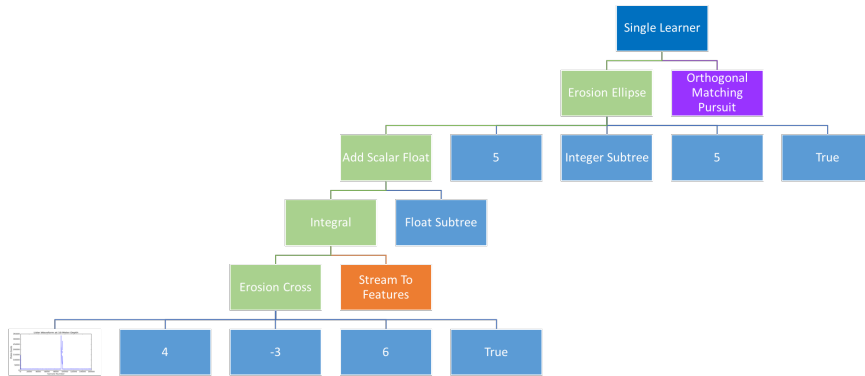 Single Learner
Erosion Ellipse
Orthogonal
Matching
Pursuit
Add Scalar Float
5
Integer Subtree
5
True
Integral
Float Subtree
Erosion Cross
Stream To
Features
4
-3
6
True